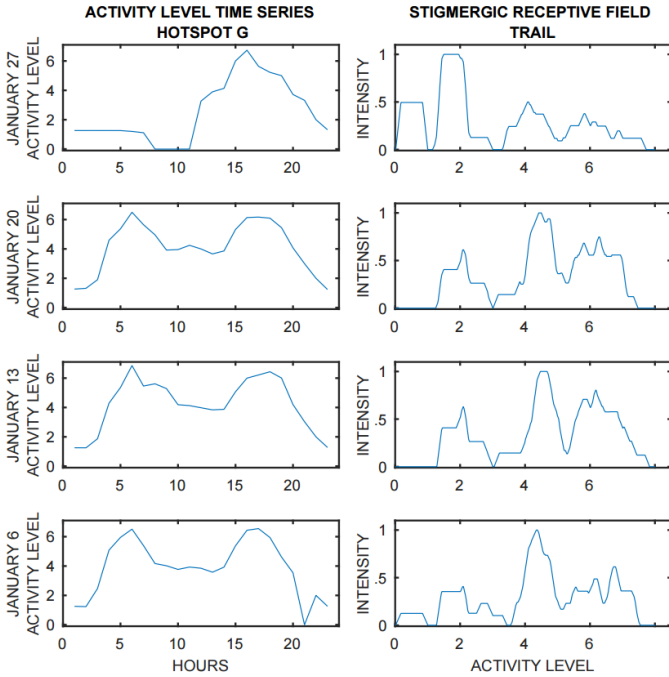 ACTIVITY LEVEL TIME SERIES
HOTSPOT G
STIGMERGIC RECEPTIVE FIELD
TRAIL
JANUARY 27
ACTIVITY LEVEL
6
4
2
0
0 5 10 15 20
INTENSITY
1
.5
0
0 2 4 6
JANUARY 20
ACTIVITY LEVEL
6
4
2
0
0 5 10 15 20
INTENSITY
1
.5
0
0 2 4 6
JANUARY 13
ACTIVITY LEVEL
6
4
2
0
0 5 10 15 20
INTENSITY
1
.5
0
0 2 4 6
JANUARY 6
ACTIVITY LEVEL
6
4
2
0
0 5 10 15 20
HOURS
INTENSITY
1
.5
0
0 2 4 6
ACTIVITY LEVEL